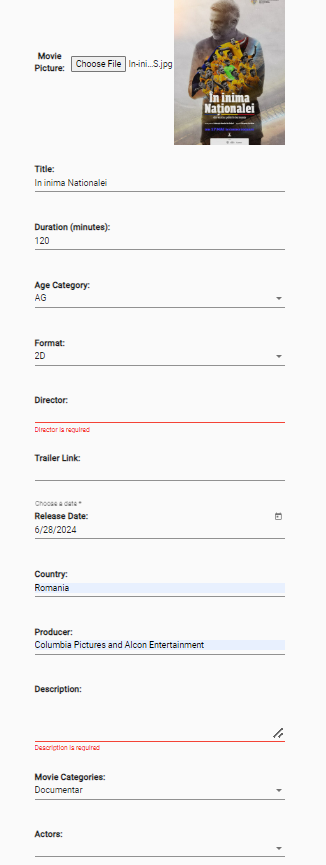 Movie
Picture:
Choose File In-ini...S.jpg
In inima
Naționalei
Title:
In inima Nationalei
Duration (minutes):
120
Age Category:
AG
Format:
2D
Director:
Director is required
Trailer Link:
Choose a date *
Release Date:
6/28/2024
Country:
Romania
Producer:
Columbia Pictures and Alcon Entertainment
Description:
Description is required
Movie Categories:
Documentar
Actors: